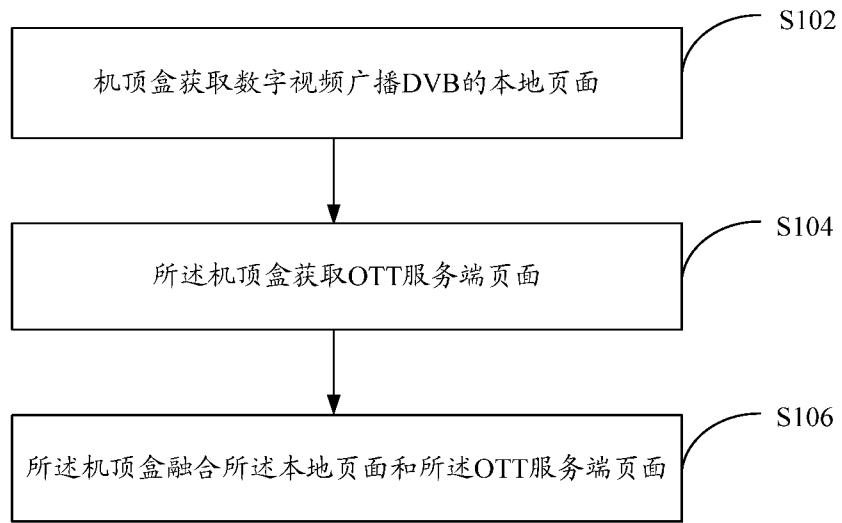 S102
机顶盒获取数字视频广播DVB的本地页面
S104
所述机顶盒获取OTT服务端页面
S106
所述机顶盒融合所述本地页面和所述OTT服务端页面